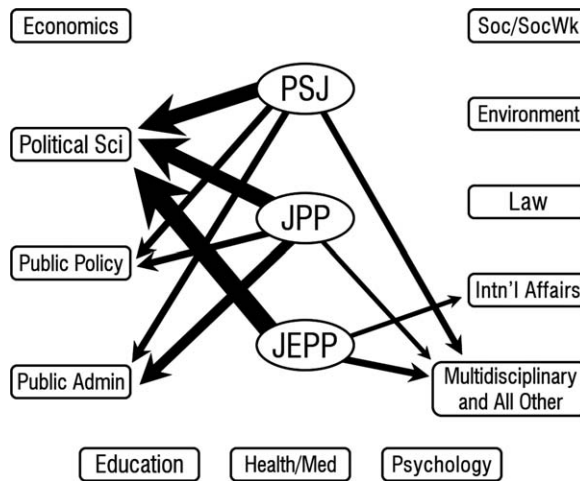 Economics
Soc/SocWk
PSJ
Environment
Political Sci
JPP
Law
Public Policy
Intn'l Affairs
JEPP
Public Admin
Multidisciplinary
and All Other
Education
Health/Med
Psychology